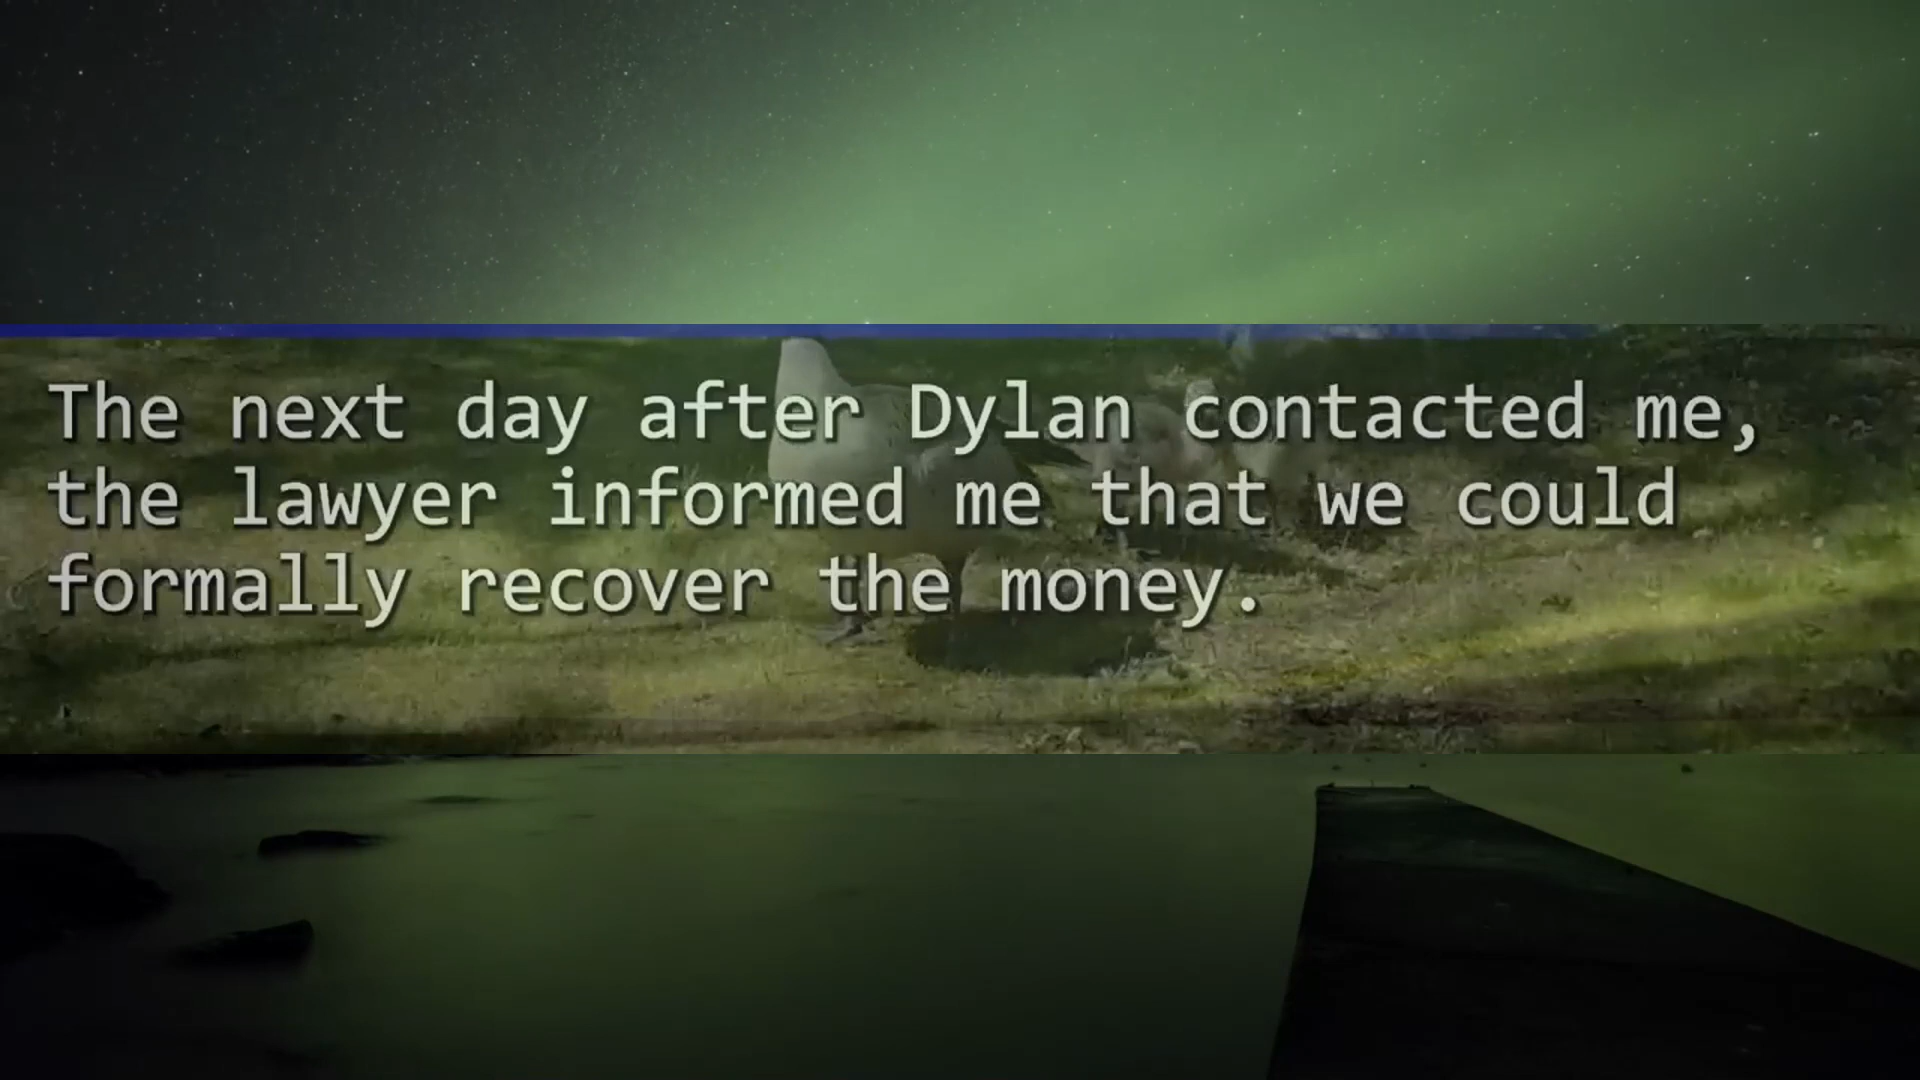 The next day after Dylan contacted me,
the lawyer informed me that we could
formally recover the money.